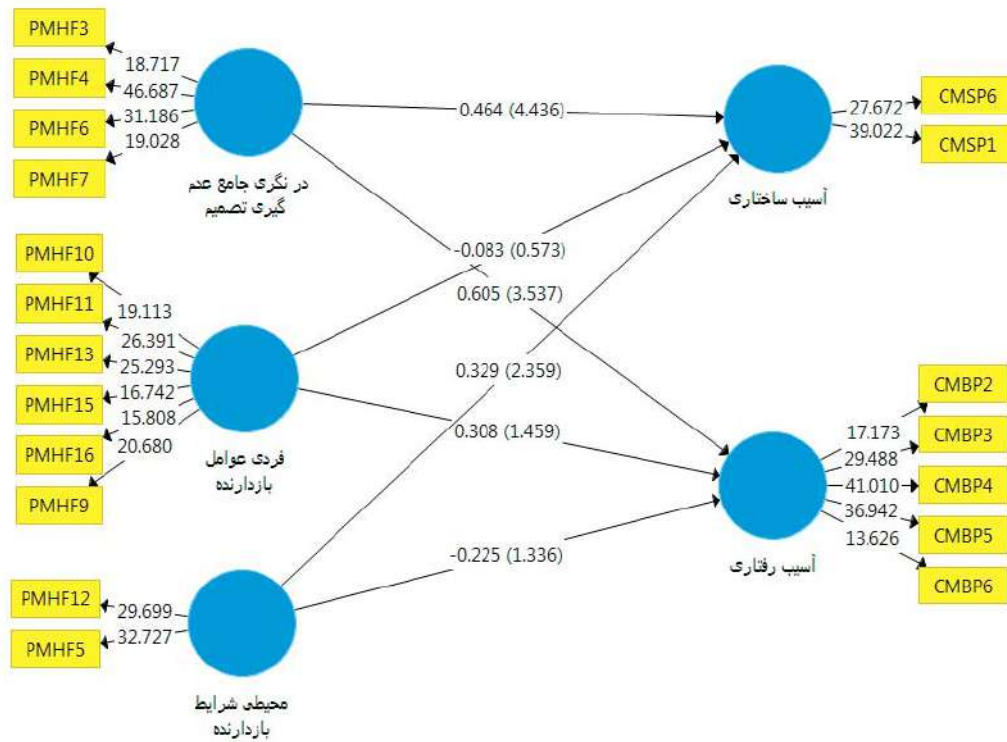 PMHF3
PMHF4
PMHF6
PMHF7
18.717
46.687
31.186
19.028
در نگری جامع عدم
گیری تصمیم
0.464 (4.436)
27.672
39.022
CMSP6
CMSP1
آسیب ساختاری
-0.083 (0.573)
0.605 (3.537)
PMHF10
PMHF11
PMHF13
PMHF15
PMHF16
PMHF9
19.113
26.391
25.293
16.742
15.808
20.680
فردی عوامل
بازدارنده
0.329 (2.359)
0.308 (1.459)
-0.225 (1.336)
17.173
29.488
41.010
36.942
13.626
CMBP2
CMBP3
CMBP4
CMBP5
CMBP6
آسیب رفتاری
PMHF12
PMHF5
29.699
32.727
محیطی شرایط
بازدارنده